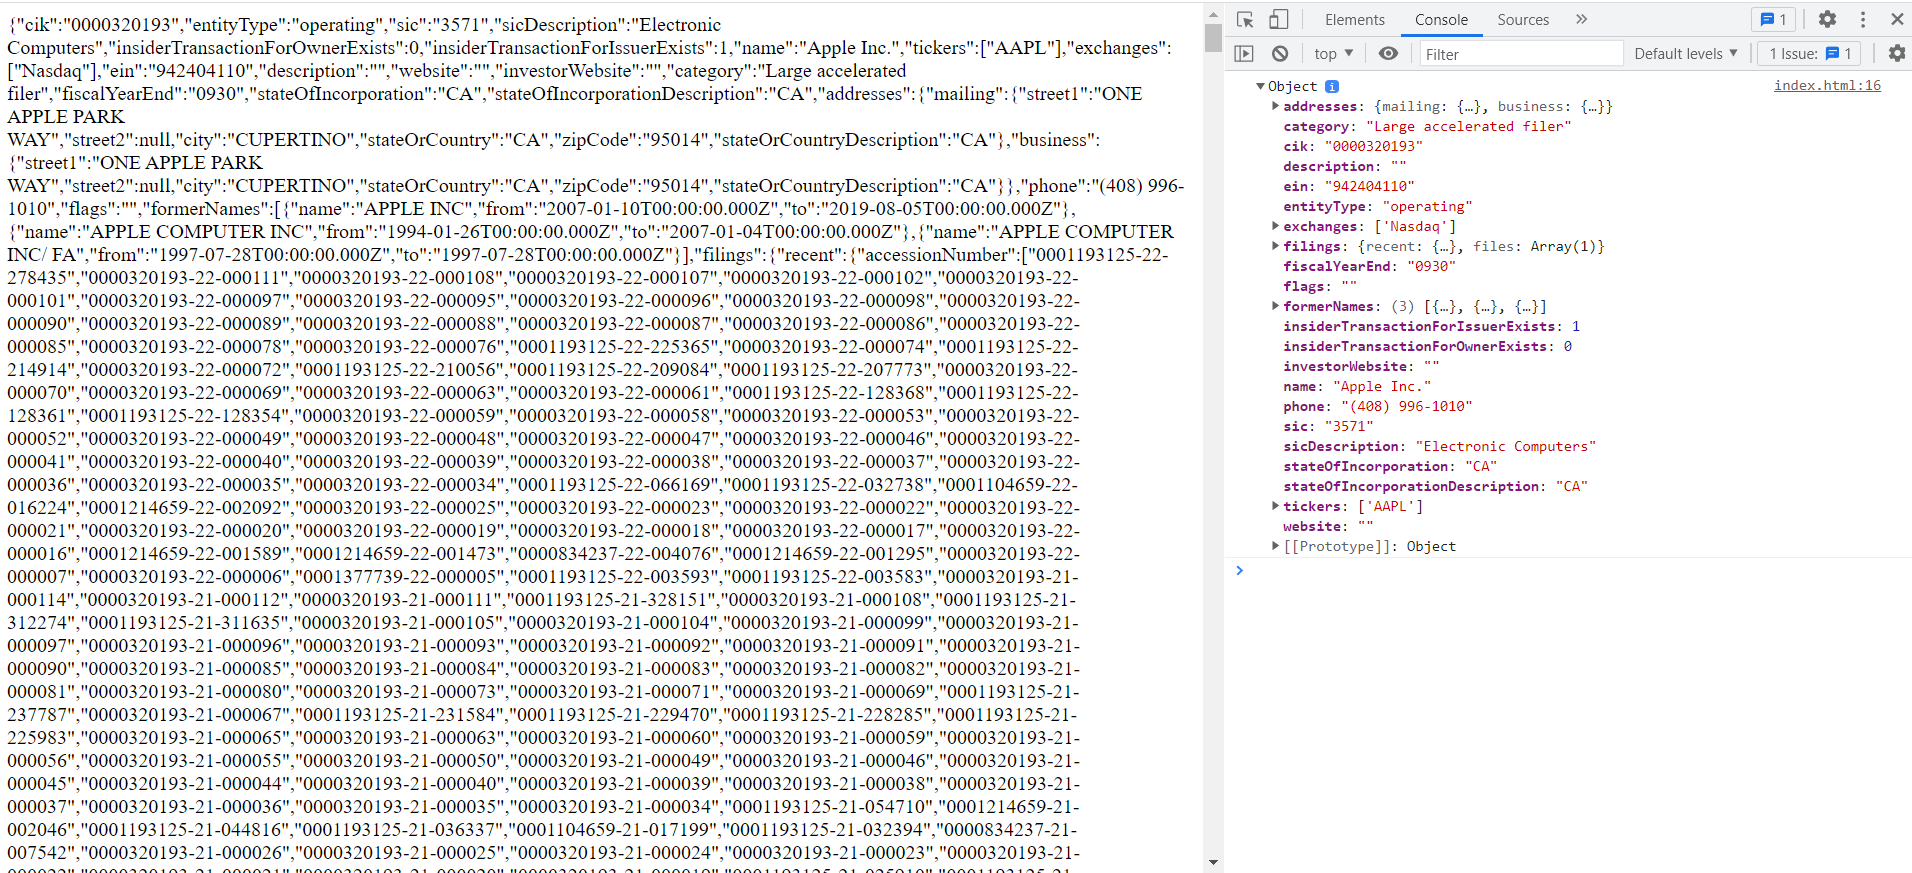 {"cik":"0000320193","entityType":"operating","sic":"3571","sicDescription":"Electronic
Computers","insiderTransactionForOwnerExists":0,"insiderTransactionForIssuerExists":1,"name":"Apple Inc.","tickers":["AAPL"],"exchanges":
["Nasdaq"],"ein":"942404110","description":"","website":"","investorWebsite":"","category":"Large accelerated
filer","fiscalYearEnd":"0930","stateOfIncorporation":"CA","stateOfIncorporationDescription":"CA","addresses":{"mailing":{"street1":"ONE
APPLE PARK
WAY","street2":null,"city":"CUPERTINO","stateOrCountry":"CA","zipCode":"95014","stateOrCountryDescription":"CA"},"business":
{"street1":"ONE APPLE PARK
WAY","street2":null,"city":"CUPERTINO","stateOrCountry":"CA","zipCode":"95014","stateOrCountryDescription":"CA"}},"phone":"(408) 996-
1010","flags":"","formerNames":[{"name":"APPLE INC","from":"2007-01-10T00:00:00.000Z","to":"2019-08-05T00:00:00.000Z"},
{"name":"APPLE COMPUTER INC","from":"1994-01-26T00:00:00.000Z","to":"2007-01-04T00:00:00.000Z"},{"name":"APPLE COMPUTER
INC/ FA","from":"1997-07-28T00:00:00.000Z","to":"1997-07-28T00:00:00.000Z"}],"filings":{"recent":{"accessionNumber":["0001193125-22-
278435","0000320193-22-000111","0000320193-22-000108","0000320193-22-000107","0000320193-22-000102","0000320193-22-
000101","0000320193-22-000097","0000320193-22-000095","0000320193-22-000096","0000320193-22-000098","0000320193-22-
000090","0000320193-22-000089","0000320193-22-000088","0000320193-22-000087","0000320193-22-000086","0000320193-22-
000085","0000320193-22-000078","0000320193-22-000076","0001193125-22-225365","0000320193-22-000074","0001193125-22-
214914","0000320193-22-000072","0001193125-22-210056","0001193125-22-209084","0001193125-22-207773","0000320193-22-
000070","0000320193-22-000069","0000320193-22-000063","0000320193-22-000061","0001193125-22-128368","0001193125-22-
128361","0001193125-22-128354","0000320193-22-000059","0000320193-22-000058","0000320193-22-000053","0000320193-22-
000052","0000320193-22-000049","0000320193-22-000048","0000320193-22-000047","0000320193-22-000046","0000320193-22-
000041","0000320193-22-000040","0000320193-22-000039","0000320193-22-000038","0000320193-22-000037","0000320193-22-
000036","0000320193-22-000035","0000320193-22-000034","0001193125-22-066169","0001193125-22-032738","0001104659-22-
016224","0001214659-22-002092","0000320193-22-000025","0000320193-22-000023","0000320193-22-000022","0000320193-22-
000021","0000320193-22-000020","0000320193-22-000019","0000320193-22-000018","0000320193-22-000017","0000320193-22-
000016","0001214659-22-001589","0001214659-22-001473","0000834237-22-004076","0001214659-22-001295","0000320193-22-
000007","0000320193-22-000006","0001377739-22-000005","0001193125-22-003593","0001193125-22-003583","0000320193-21-
000114","0000320193-21-000112","0000320193-21-000111","0001193125-21-328151","0000320193-21-000108","0001193125-21-
312274","0001193125-21-311635","0000320193-21-000105","0000320193-21-000104","0000320193-21-000099","0000320193-21-
000097","0000320193-21-000096","0000320193-21-000093","0000320193-21-000092","0000320193-21-000091","0000320193-21-
000090","0000320193-21-000085","0000320193-21-000084","0000320193-21-000083","0000320193-21-000082","0000320193-21-
000081","0000320193-21-000080","0000320193-21-000073","0000320193-21-000071","0000320193-21-000069","0001193125-21-
237787","0000320193-21-000067","0001193125-21-231584","0001193125-21-229470","0001193125-21-228285","0001193125-21-
225983","0000320193-21-000065","0000320193-21-000063","0000320193-21-000060","0000320193-21-000059","0000320193-21-
000056","0000320193-21-000055","0000320193-21-000050","0000320193-21-000049","0000320193-21-000046","0000320193-21-
000045","0000320193-21-000044","0000320193-21-000040","0000320193-21-000039","0000320193-21-000038","0000320193-21-
000037","0000320193-21-000036","0000320193-21-000035","0000320193-21-000034","0001193125-21-054710","0001214659-21-
002046","0001193125-21-044816","0001193125-21-036337","0001104659-21-017199","0001193125-21-032394","0000834237-21-
007542","0000320193-21-000026","0000320193-21-000025","0000320193-21-000024","0000320193-21-000023","0000320193-21-
Elements Console Sources » 1
top Filter Default levels 1 Issue: 1
Object i index.html:16
addresses: {mailing: {…}, business: {…}}
category: "Large accelerated filer"
cik: "0000320193"
description: ""
ein: "942404110"
entityType: "operating"
exchanges: ['Nasdaq']
filings: {recent: {…}, files: Array(1)}
fiscalYearEnd: "0930"
flags: ""
formerNames: (3) [{…}, {…}, {…}]
insiderTransactionForIssuerExists: 1
insiderTransactionForOwnerExists: 0
investorWebsite: ""
name: "Apple Inc."
phone: "(408) 996-1010"
sic: "3571"
sicDescription: "Electronic Computers"
stateOfIncorporation: "CA"
stateOfIncorporationDescription: "CA"
tickers: ['AAPL']
website: ""
[[Prototype]]: Object